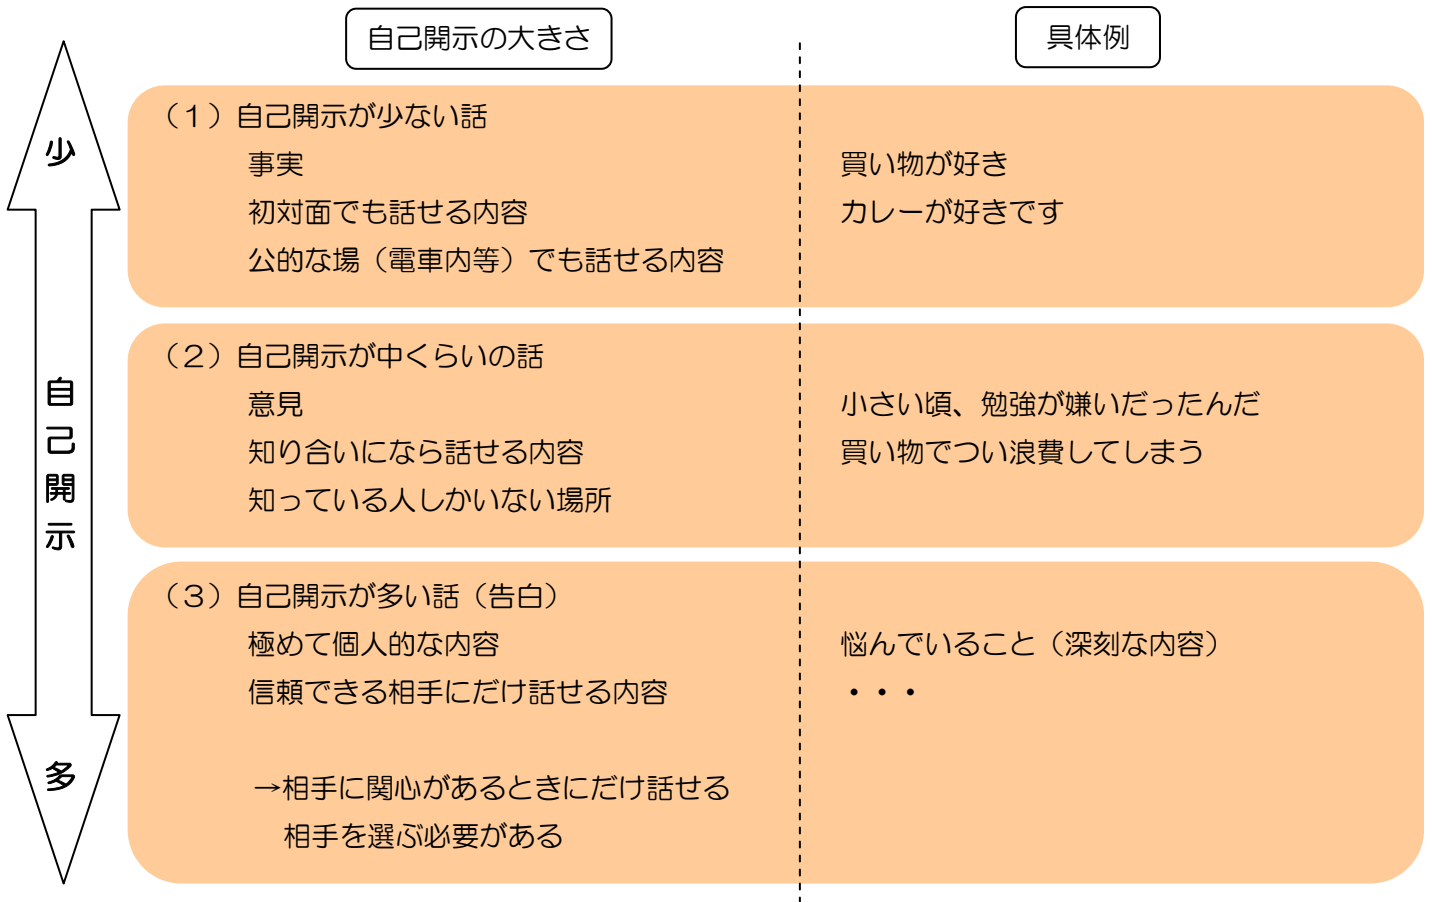 自己開示の大きさ
具体例
少
自己開示
多
（１）自己開示が少ない話
事実
初対面でも話せる内容
公的な場（電車内等）でも話せる内容
買い物が好き
カレーが好きです
（２）自己開示が中くらいの話
意見
知り合いになら話せる内容
知っている人しかいない場所
小さい頃、勉強が嫌いだったんだ
買い物でつい浪費してしまう
（３）自己開示が多い話（告白）
極めて個人的な内容
信頼できる相手にだけ話せる内容
→相手に関心があるときにだけ話せる
相手を選ぶ必要がある
悩んでいること（深刻な内容）
・・・